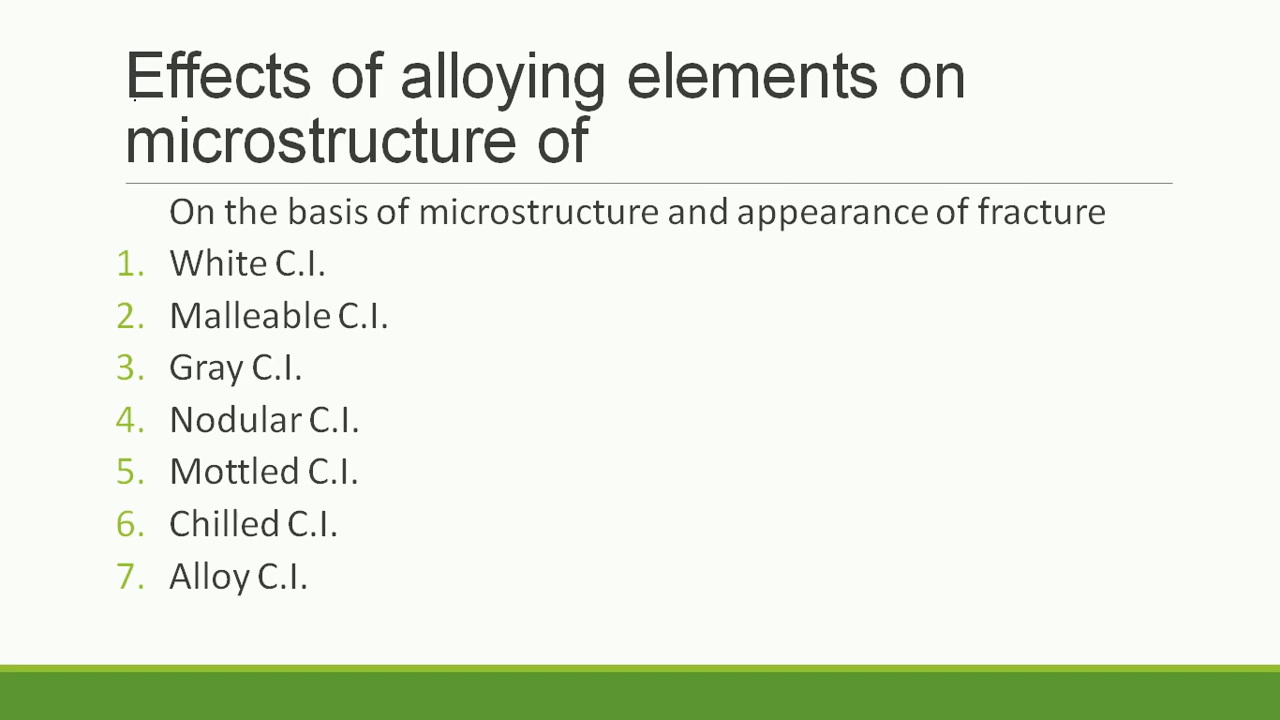 Effects of alloying elements on
microstructure of
On the basis of microstructure and appearance of fracture
1. White C.I.
2. Malleable C.I.
3. Gray C.I.
4. Nodular C.I.
5. Mottled C.I.
6. Chilled C.I.
7. Alloy C.I.